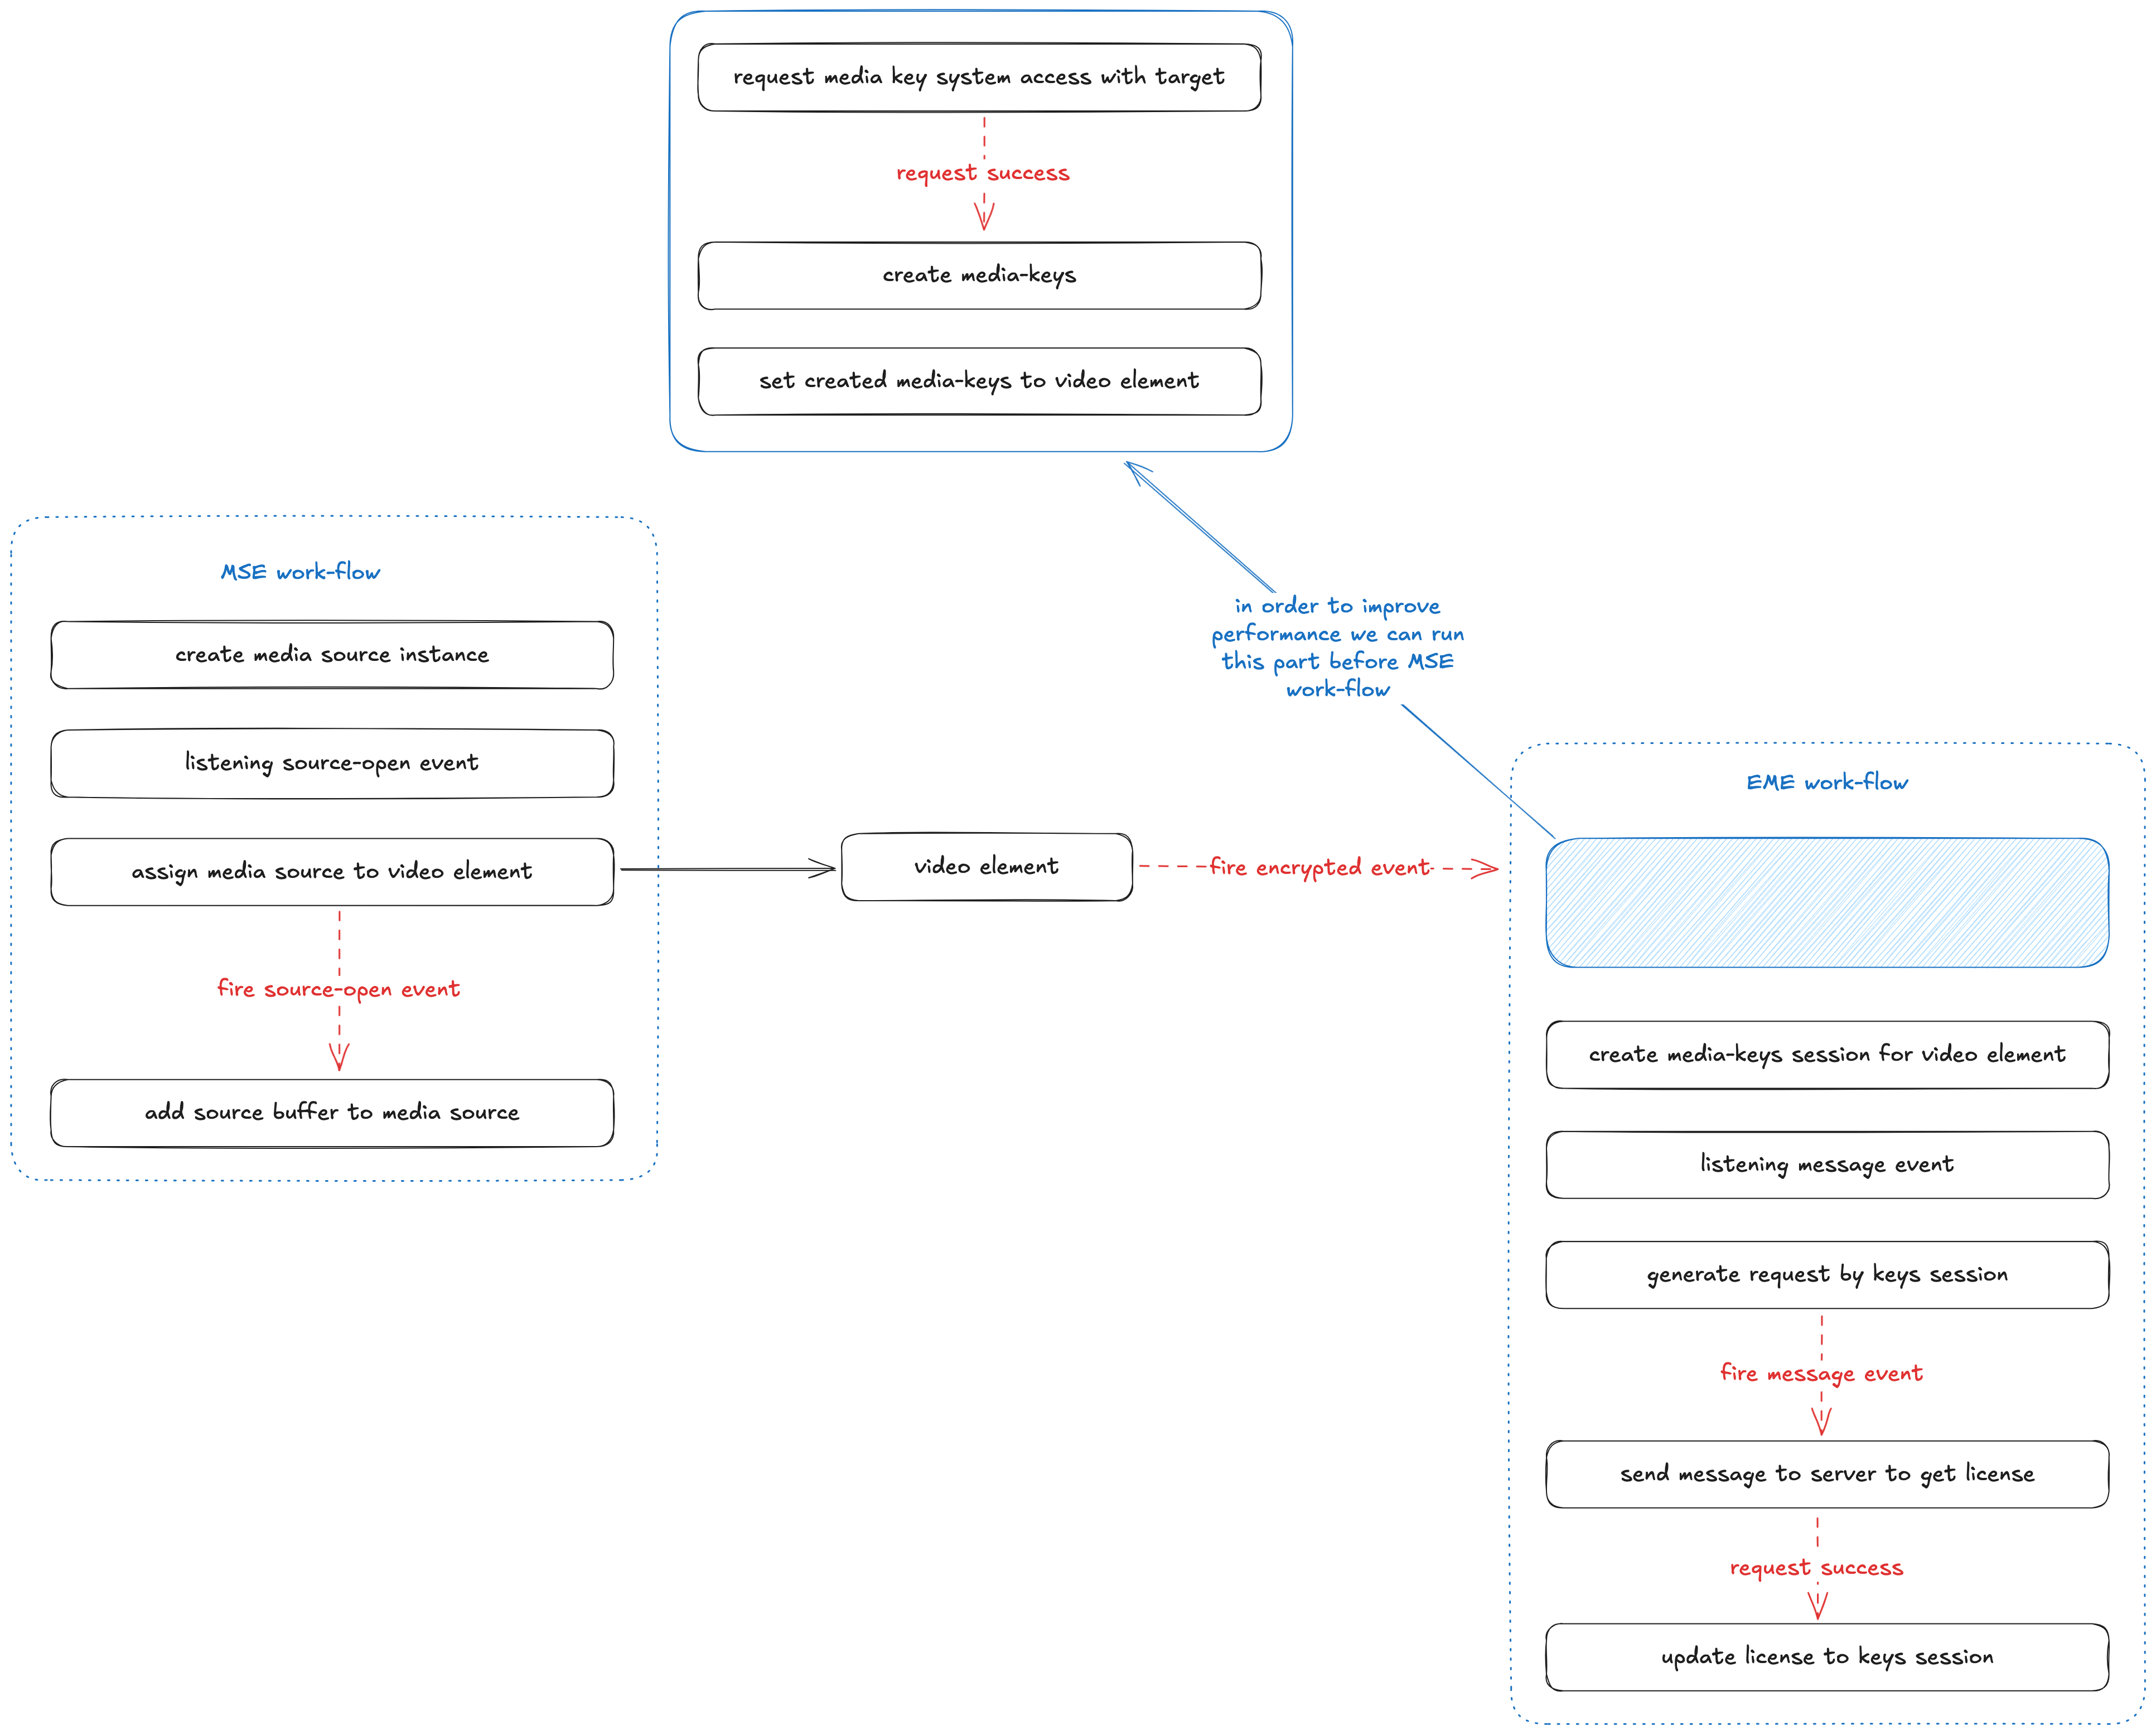 request media key system access with target
request success
create media-keys
set created media-keys to video element
MSE work-flow
create media source instance
listening source-open event
assign media source to video element
fire source-open event
add source buffer to media source
video element
fire encrypted event
in order to improve
performance we can run
this part before MSE
work-flow
EME work-flow
create media-keys session for video element
listening message event
generate request by keys session
fire message event
send message to server to get license
request success
update license to keys session